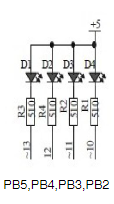 +5
D1 D2 D3 D4
R3 R4 R2 R1
510 510 510 510
~13 12 ~11 ~10
PB5,PB4,PB3,PB2